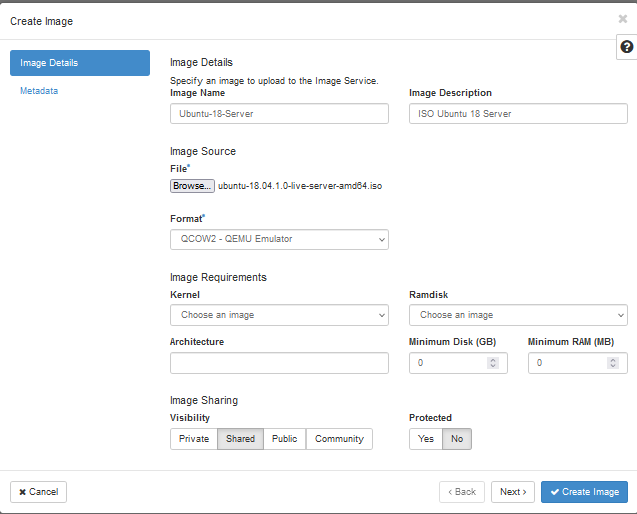 Create Image
×
?
Image Details
Metadata
Image Details
Specify an image to upload to the Image Service.
Image Name
Image Description
Ubuntu-18-Server
ISO Ubuntu 18 Server
Image Source
File*
Browse... ubuntu-18.04.1.0-live-server-amd64.iso
Format*
QCOW2 - QEMU Emulator
Image Requirements
Kernel
Ramdisk
Choose an image
Choose an image
Architecture
Minimum Disk (GB)
Minimum RAM (MB)
0
0
Image Sharing
Visibility
Protected
Private Shared Public Community
Yes No
✖ Cancel
‹ Back
Next ›
✔ Create Image